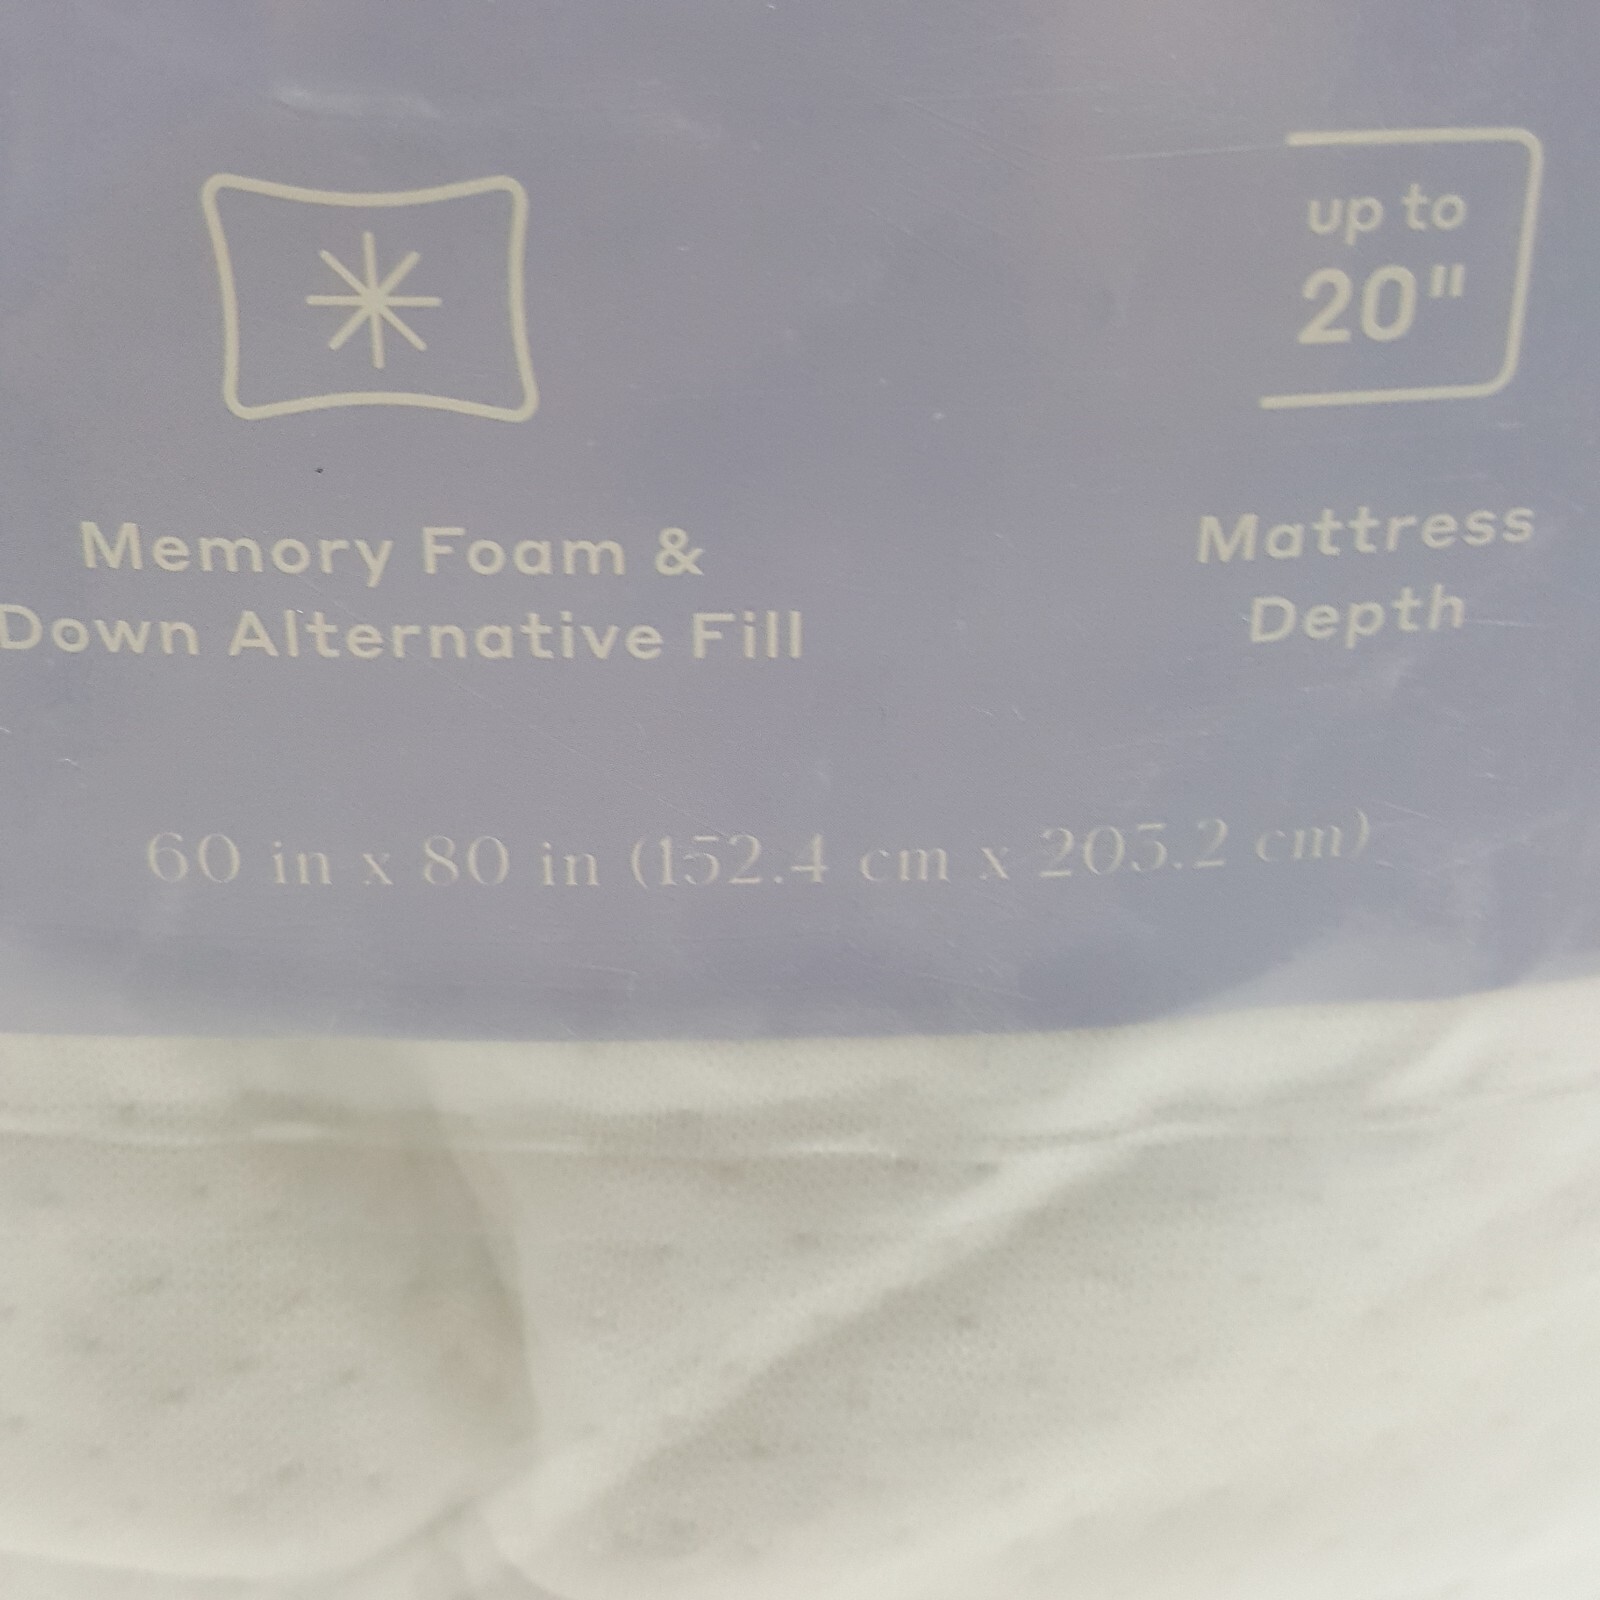 up to
20"
Memory Foam &
Down Alternative Fill
Mattress
Depth
60 in x 80 in (152.4 cm x 203.2 cm)